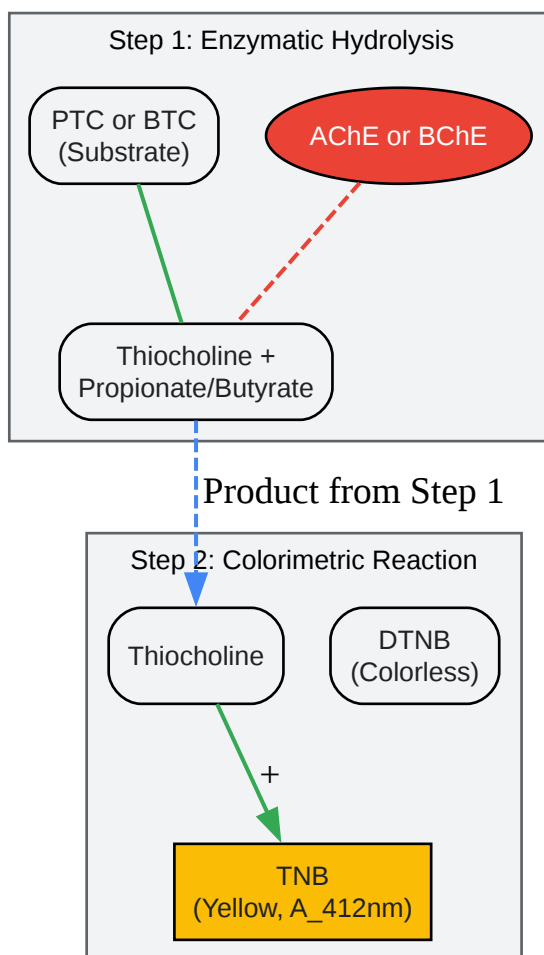 Step 1: Enzymatic Hydrolysis
PTC or BTC
(Substrate)
AChE or BChE
Thiocholine +
Propionate/Butyrate
Product from Step 1
Step 2: Colorimetric Reaction
Thiocholine
DTNB
(Colorless)
+
TNB
(Yellow, A_412nm)